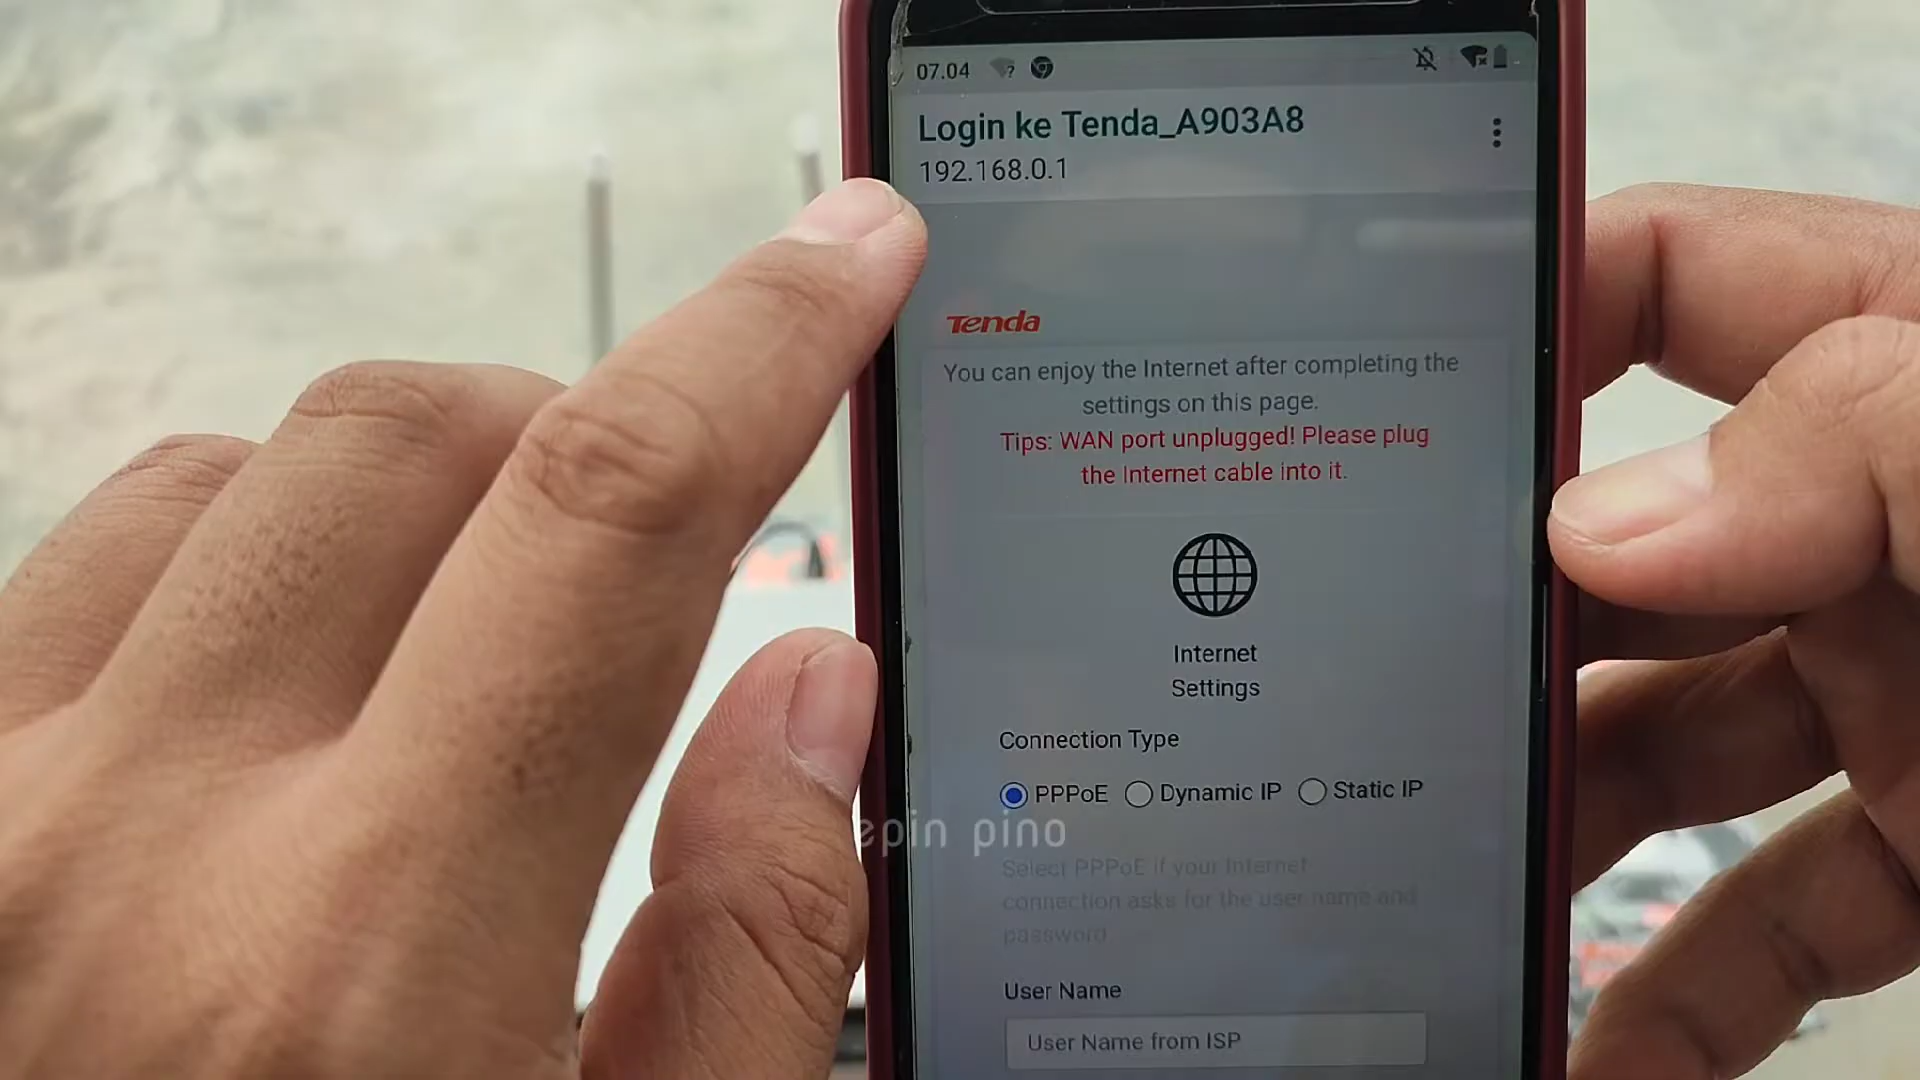 07.04
Login ke Tenda_A903A8
192.168.0.1
Tenda
You can enjoy the Internet after completing the
settings on this page.
Tips: WAN port unplugged! Please plug
the Internet cable into it.
Internet
Settings
Connection Type
PPPoE Dynamic IP Static IP
epin pino
Select PPPoE if your Internet
connection asks for the user name and
password.
User Name
User Name from ISP